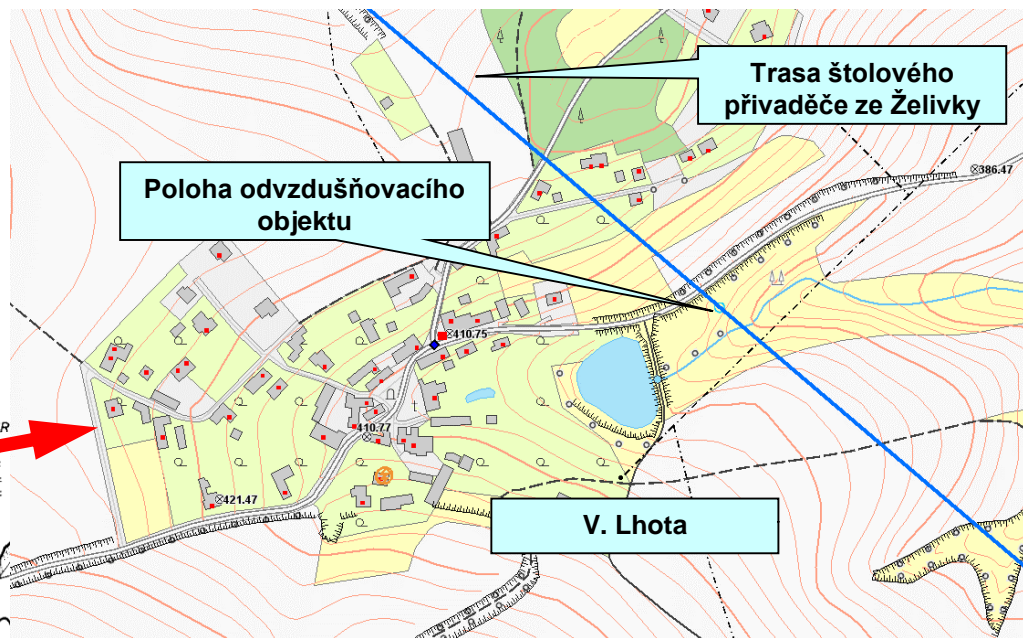 Trasa štolového
přivaděče ze Želivky
Poloha odvzdušňovacího
objektu
386.47
410.75
410.77
421.47
V. Lhota
R